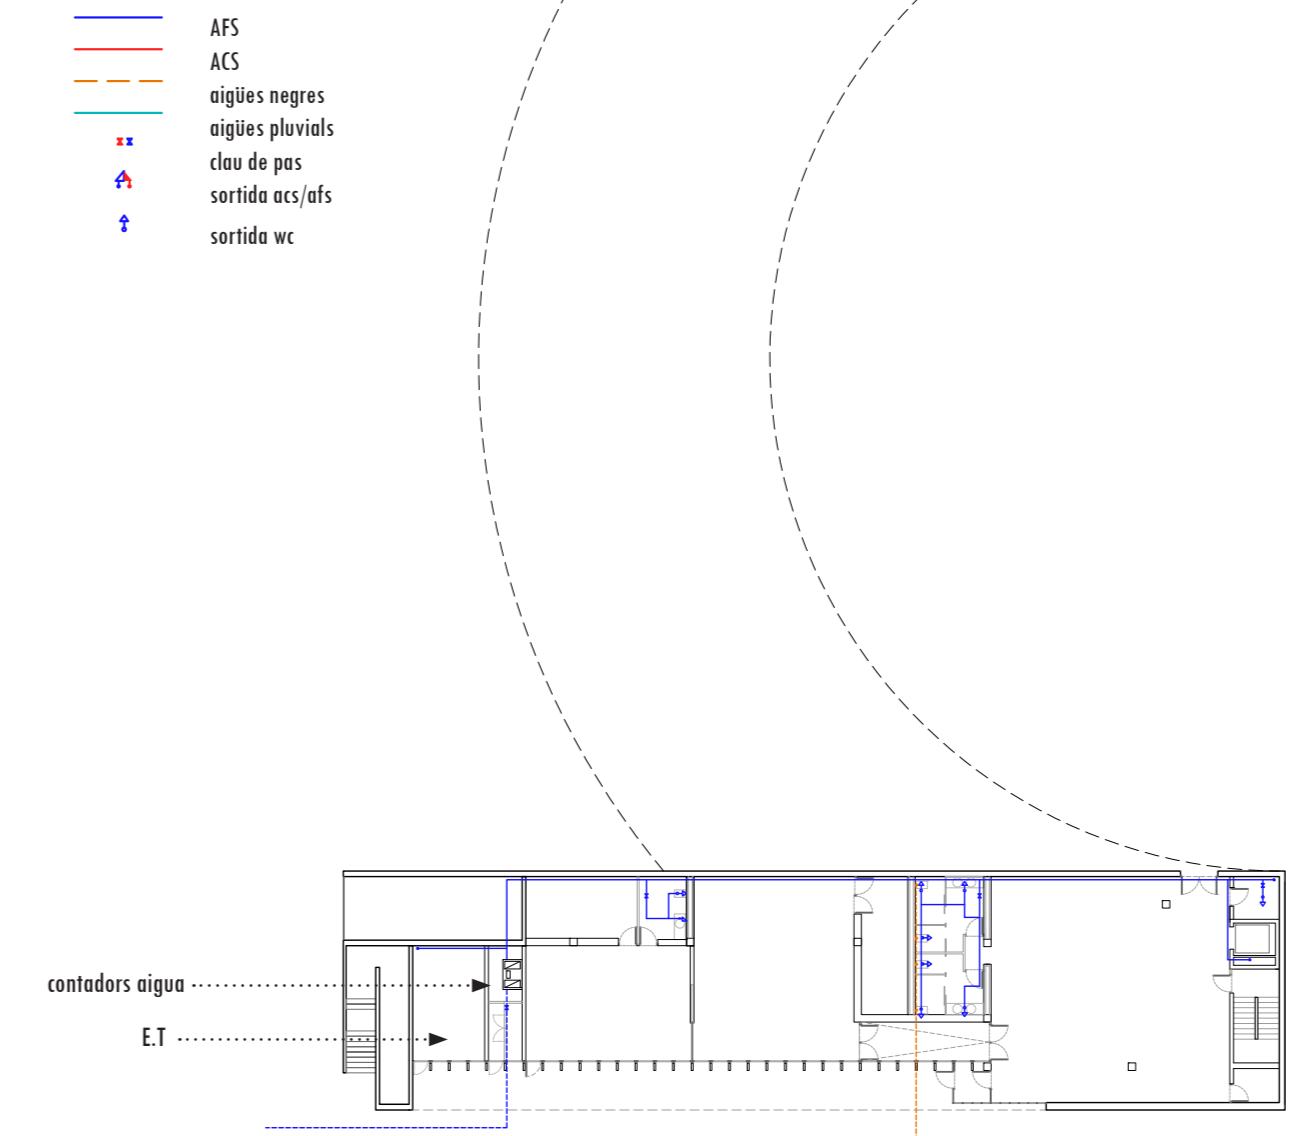 AFS
ACS
aigües negres
aigües pluvials
clau de pas
sortida acs/afs
sortida wc
contadors aigua
E.T